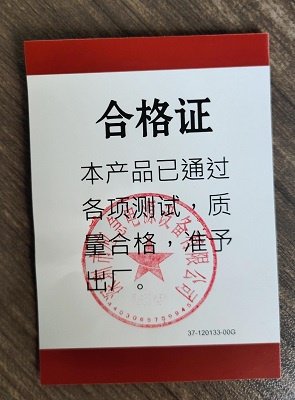 合格证
本产品已通过
各项测试，质
量合格，准予
出厂。
37-120133-00G